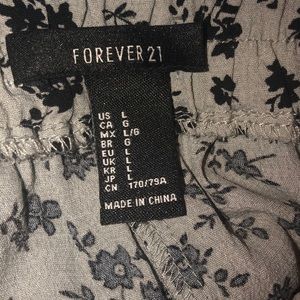 FOREVER 21
US L
CA G
MX L/G
BR G
EU L
UK L
KR L
JP L
CN 170/79A
MADE IN CHINA